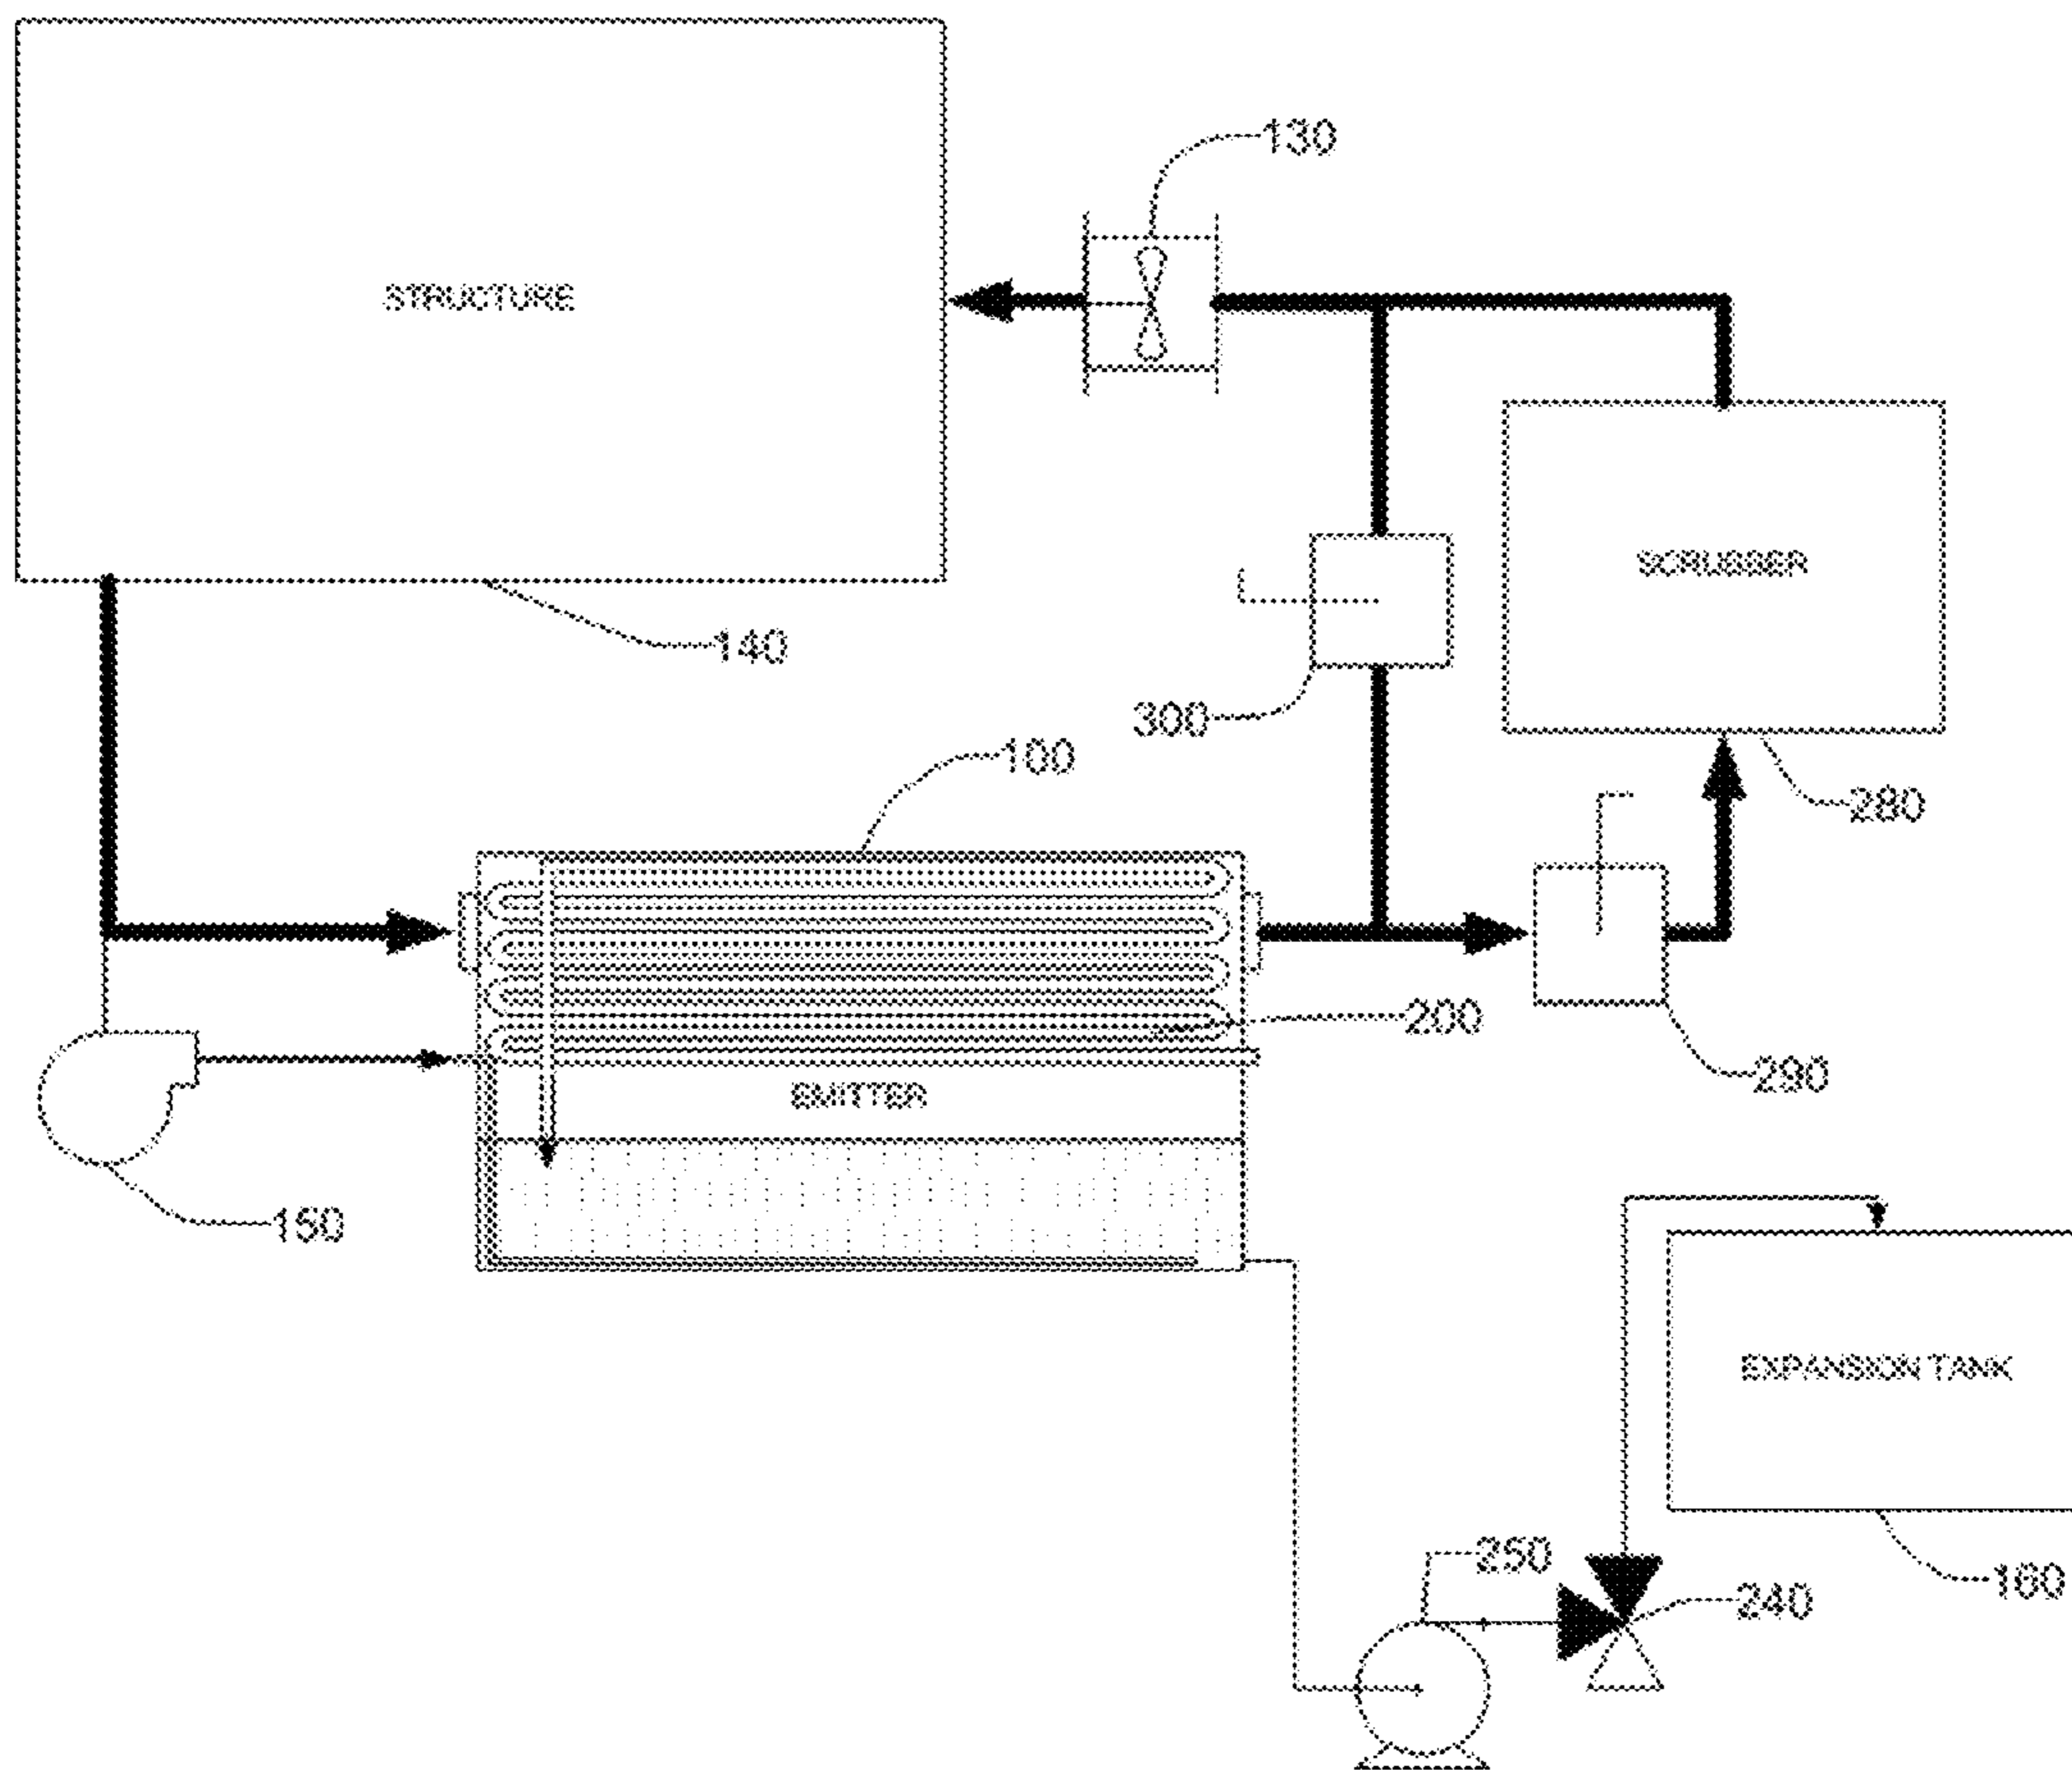 130
STRUCTURE
SCRUBBER
140
300
100
280
200
290
EMITTER
150
EXPANSION TANK
250
160
240